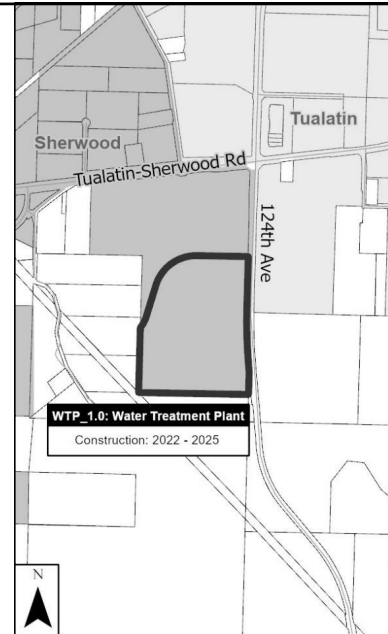 Sherwood
Tualatin
Tualatin-Sherwood Rd
124th Ave
WTP_1.0: Water Treatment Plant
Construction: 2022 - 2025
N